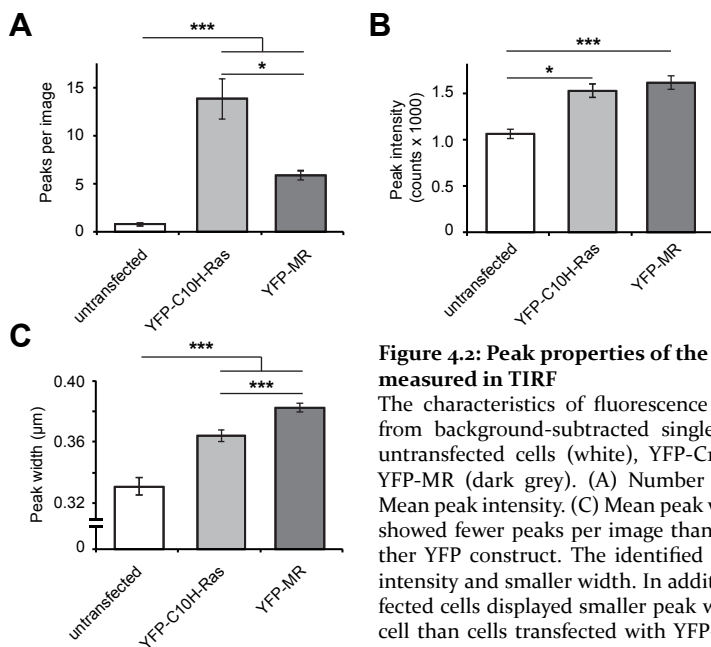 A
***
*
Peaks per image
15
10
5
0
untransfected
YFP-C10H-Ras
YFP-MR
B
***
*
Peak intensity
(counts x 1000)
1.5
1.0
0.5
0
untransfected
YFP-C10H-Ras
YFP-MR
C
***
***
Peak width (µm)
0.40
0.36
0.32
0
untransfected
YFP-C10H-Ras
YFP-MR
Figure 4.2: Peak properties of the
measured in TIRF
The characteristics of fluorescence
from background-subtracted single
untransfected cells (white),
YFP-MR (dark grey). (A) Number
Mean peak intensity. (C) Mean peak
showed fewer peaks per image than
ther YFP construct. The identified
intensity and smaller width. In
fected cells displayed smaller peak
cell than cells transfected with YFP-